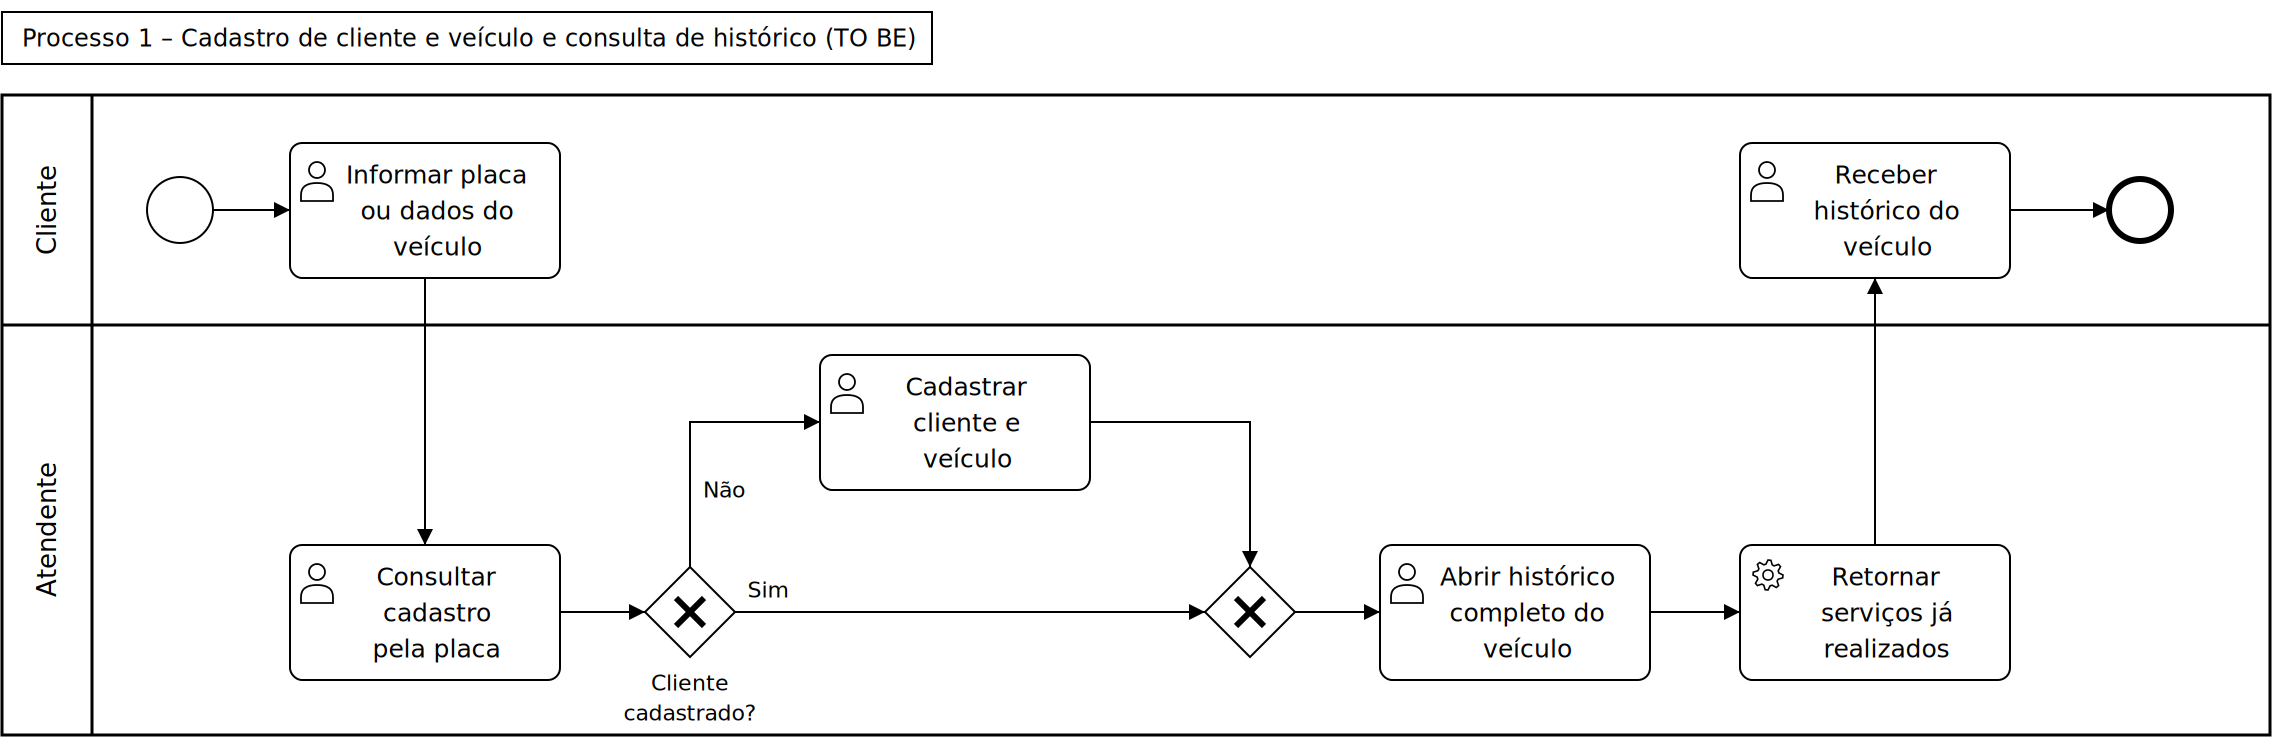 Processo 1 – Cadastro de cliente e veículo e consulta de histórico (TO BE)
Cliente
Informar placa
ou dados do
veículo
Receber
histórico do
veículo
Atendente
Cadastrar
cliente e
veículo
Não
Consultar
cadastro
pela placa
Sim
Cliente
cadastrado?
Abrir histórico
completo do
veículo
Retornar
serviços já
realizados